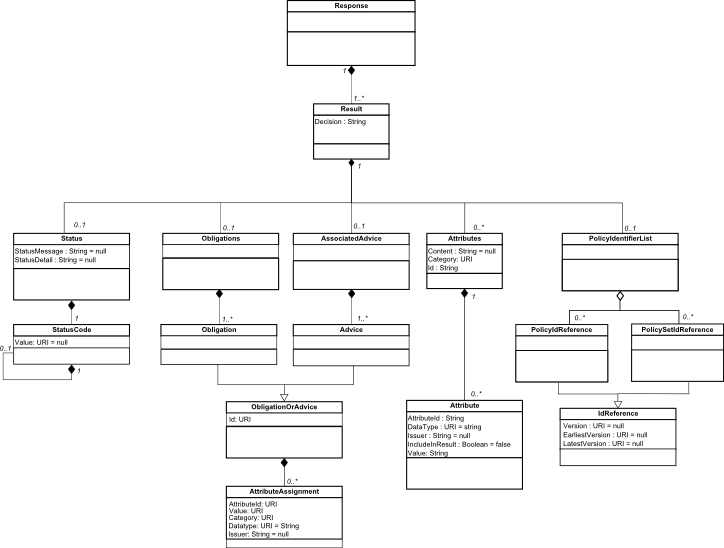 Response
1
1..*
Result
Decision : String
1
0..1
0..1
0..1
0..*
0..1
Status
StatusMessage : String = null
StatusDetail : String = null
Obligations
AssociatedAdvice
Attributes
Content : String = null
Category: URI
Id : String
PolicyIdentifierList
1
1..*
1..*
1
0..*
0..*
StatusCode
Value: URI = null
0..1
1
Obligation
Advice
PolicyIdReference
PolicySetIdReference
0..*
ObligationOrAdvice
Id: URI
Attribute
AttributeId : String
DataType : URI = string
Issuer : String = null
IncludeInResult : Boolean = false
Value: String
IdReference
Version : URI = null
EarliestVersion : URI = null
LatestVersion : URI = null
0..*
AttributeAssignment
AttributeId: URI
Value: URI
Category: URI
Datatype: URI = String
Issuer: String = null